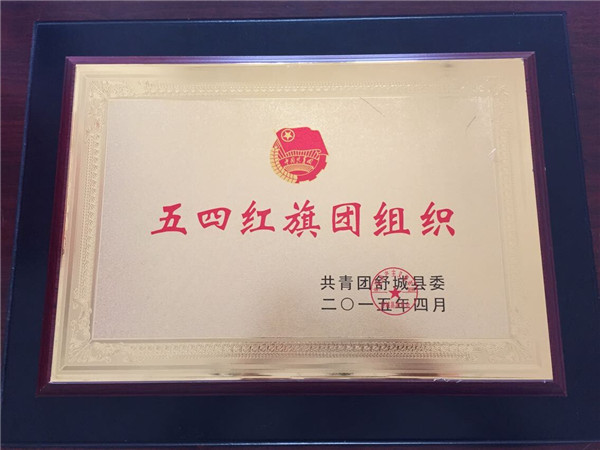 五四红旗团组织
共青团舒城县委
二〇一五年四月